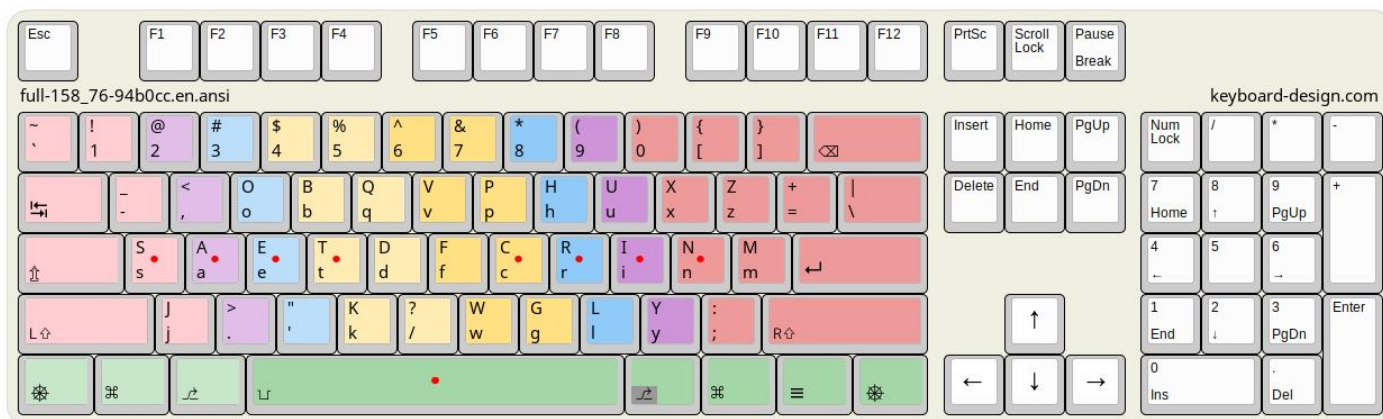 Esc F1 F2 F3 F4 F5 F6 F7 F8 F9 F10 F11 F12 PrtSc Scroll Lock Pause Break
full-158_76-94b0cc.en.ansi keyboard-design.com
~ ! @ # $ % ^ & * ( ) { } Insert Home PgUp Num Lock / * -
` 1 2 3 4 5 6 7 8 9 0 [ ] ⌫
_ < O B Q V P H U X Z + | Delete End PgDn 7 8 9 +
↹ - , o b q v p h u x z = \ Home ↑ PgUp
S A E T D F C R I N M 4 5 6
⇫ s a e t d f c r i n m ↵ ← →
J > " K ? W G L Y : ↑ 1 2 3 Enter
L⇧ j . ' k / w g l y ; R⇧ End ↓ PgDn
⎈ ⌘ ⎇ ⎵ ⎇ ⌘ ≡ ⎈ ← ↓ → 0 .
Ins Del